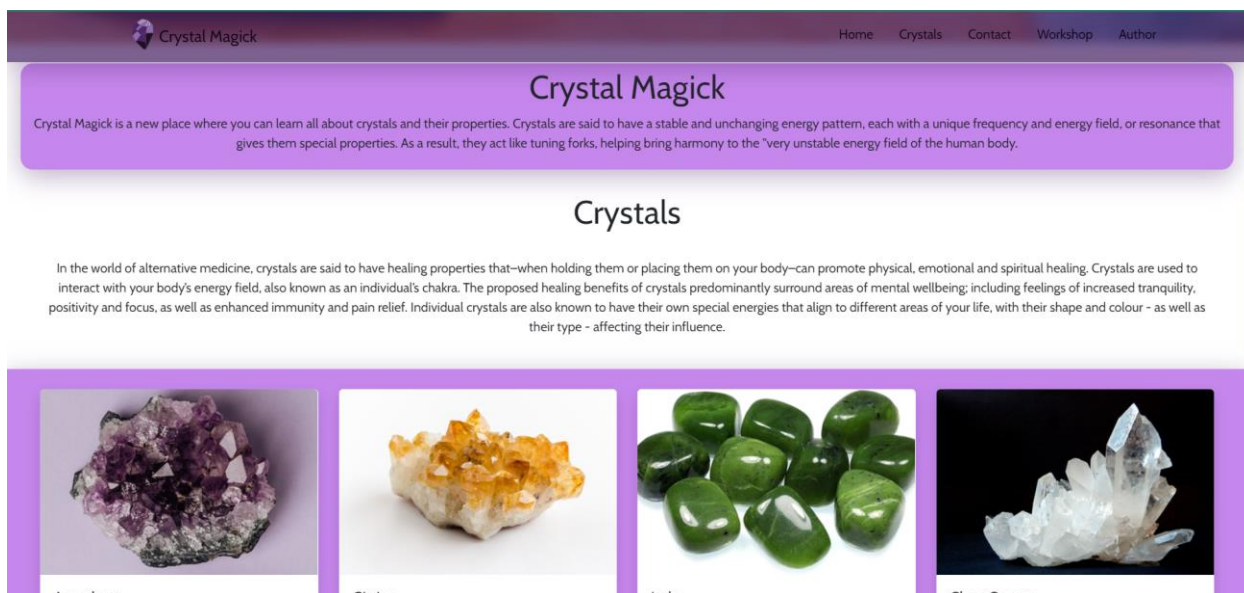 Crystal Magick
Home Crystals Contact Workshop Author
Crystal Magick
Crystal Magick is a new place where you can learn all about crystals and their properties. Crystals are said to have a stable and unchanging energy pattern, each with a unique frequency and energy field, or resonance that
gives them special properties. As a result, they act like tuning forks, helping bring harmony to the "very unstable energy field of the human body.
Crystals
In the world of alternative medicine, crystals are said to have healing properties that–when holding them or placing them on your body–can promote physical, emotional and spiritual healing. Crystals are used to
interact with your body's energy field, also known as an individual's chakra. The proposed healing benefits of crystals predominantly surround areas of mental wellbeing; including feelings of increased tranquility,
positivity and focus, as well as enhanced immunity and pain relief. Individual crystals are also known to have their own special energies that align to different areas of your life, with their shape and colour - as well as
their type - affecting their influence.